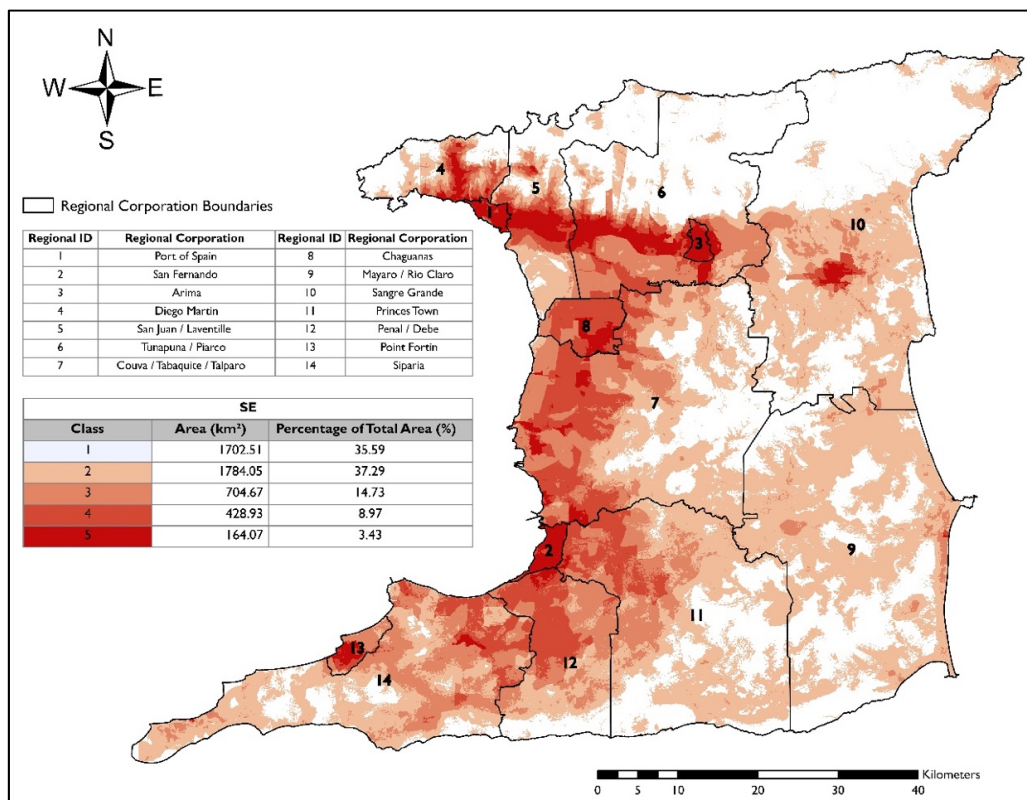 N
W E
S
Regional Corporation Boundaries
Regional ID Regional Corporation Regional ID Regional Corporation
1 Port of Spain 8 Chaguanas
2 San Fernando 9 Mayaro / Rio Claro
3 Arima 10 Sangre Grande
4 Diego Martin 11 Princes Town
5 San Juan / Laventille 12 Penal / Debe
6 Tunapuna / Piarco 13 Point Fortin
7 Couva / Tabaquite / Talparo 14 Siparia
SE
Class Area (km²) Percentage of Total Area (%)
1 1702.51 35.59
2 1784.05 37.29
3 704.67 14.73
4 428.93 8.97
5 164.07 3.43
4
5
6
1
10
3
8
7
2
9
11
13
12
14
Kilometers
0 5 10 20 30 40